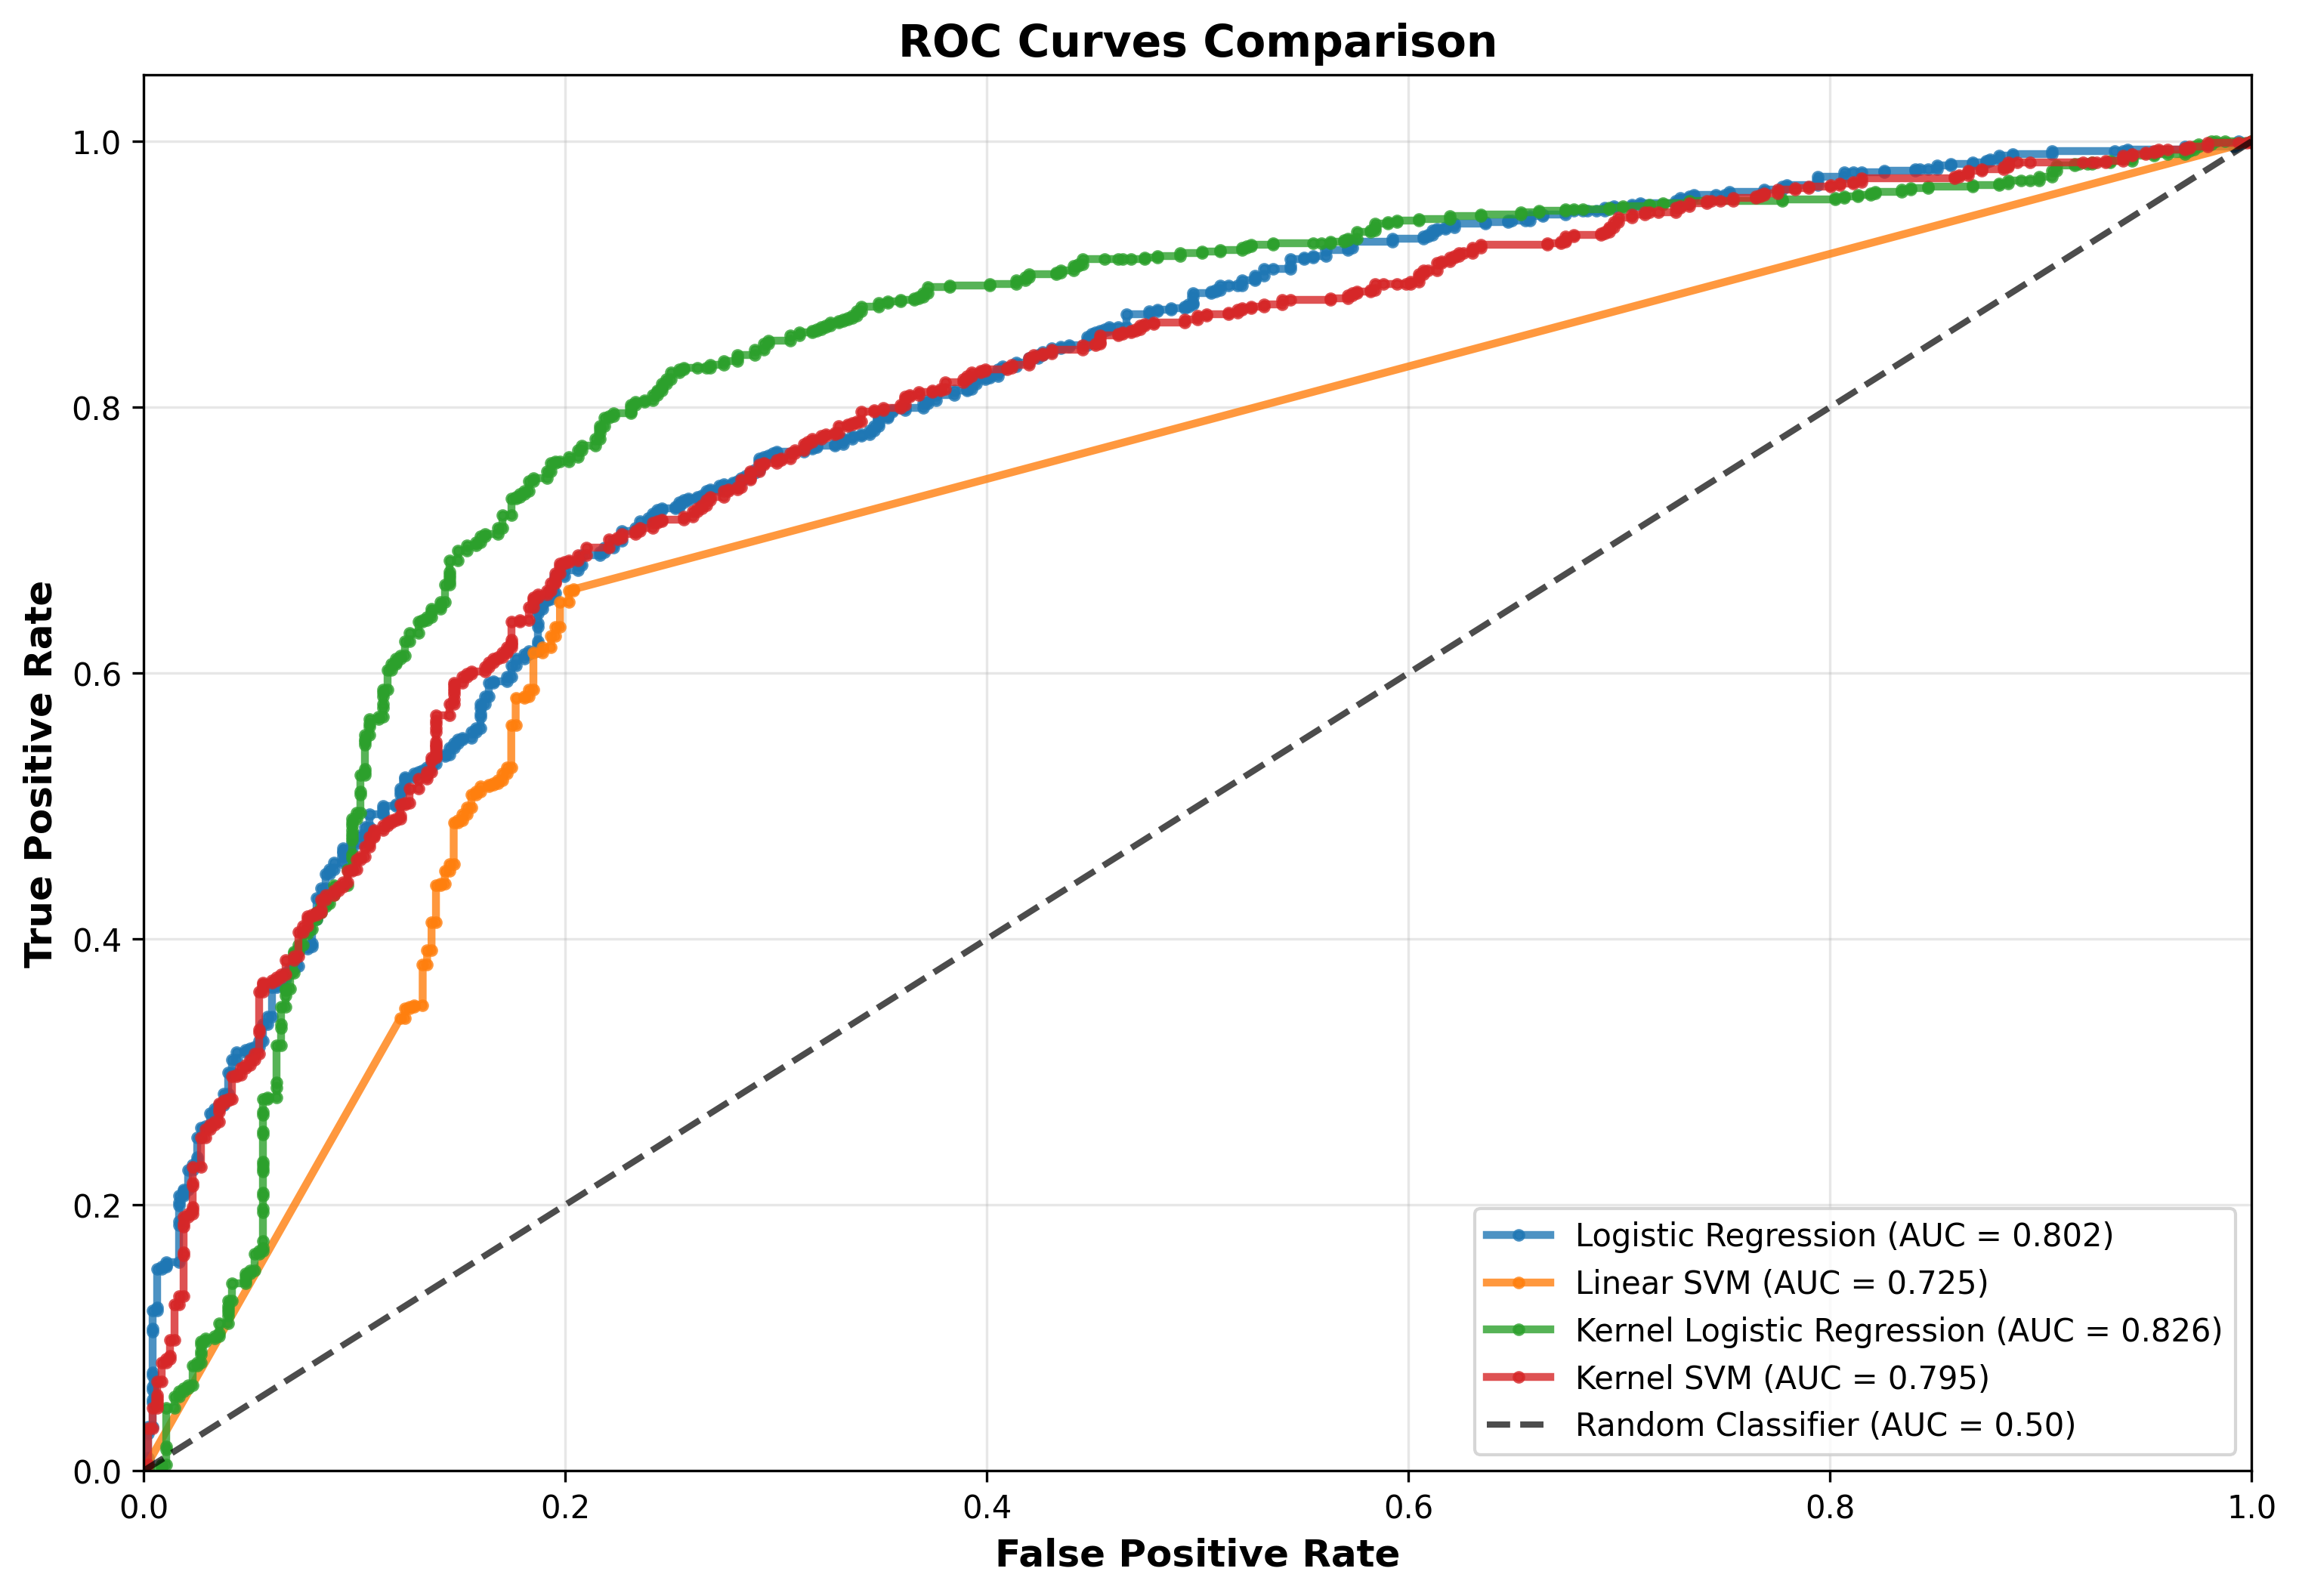 ROC Curves Comparison
True Positive Rate
1.0
0.8
0.6
0.4
0.2
0.0
0.0 0.2 0.4 0.6 0.8 1.0
False Positive Rate
Logistic Regression (AUC = 0.802)
Linear SVM (AUC = 0.725)
Kernel Logistic Regression (AUC = 0.826)
Kernel SVM (AUC = 0.795)
Random Classifier (AUC = 0.50)